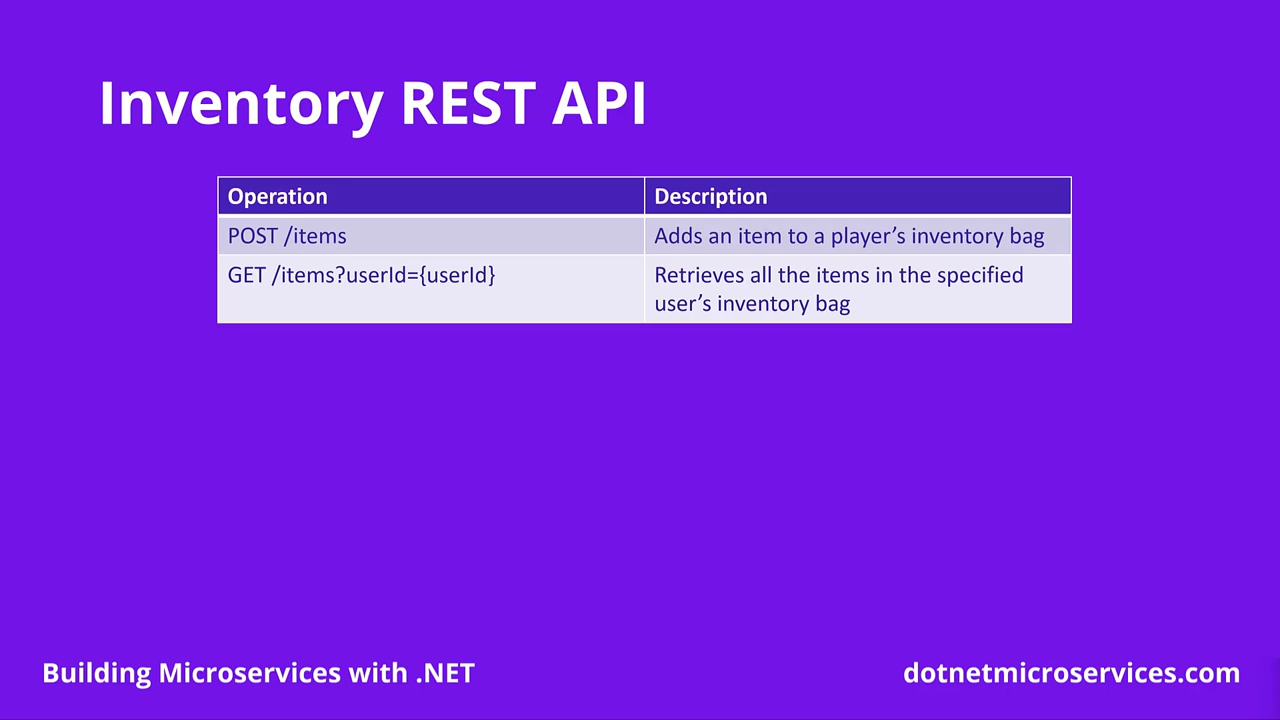 Inventory REST API
Operation
Description
POST /items
Adds an item to a player’s inventory bag
GET /items?userId={userId}
Retrieves all the items in the specified
user’s inventory bag
Building Microservices with .NET
dotnetmicroservices.com